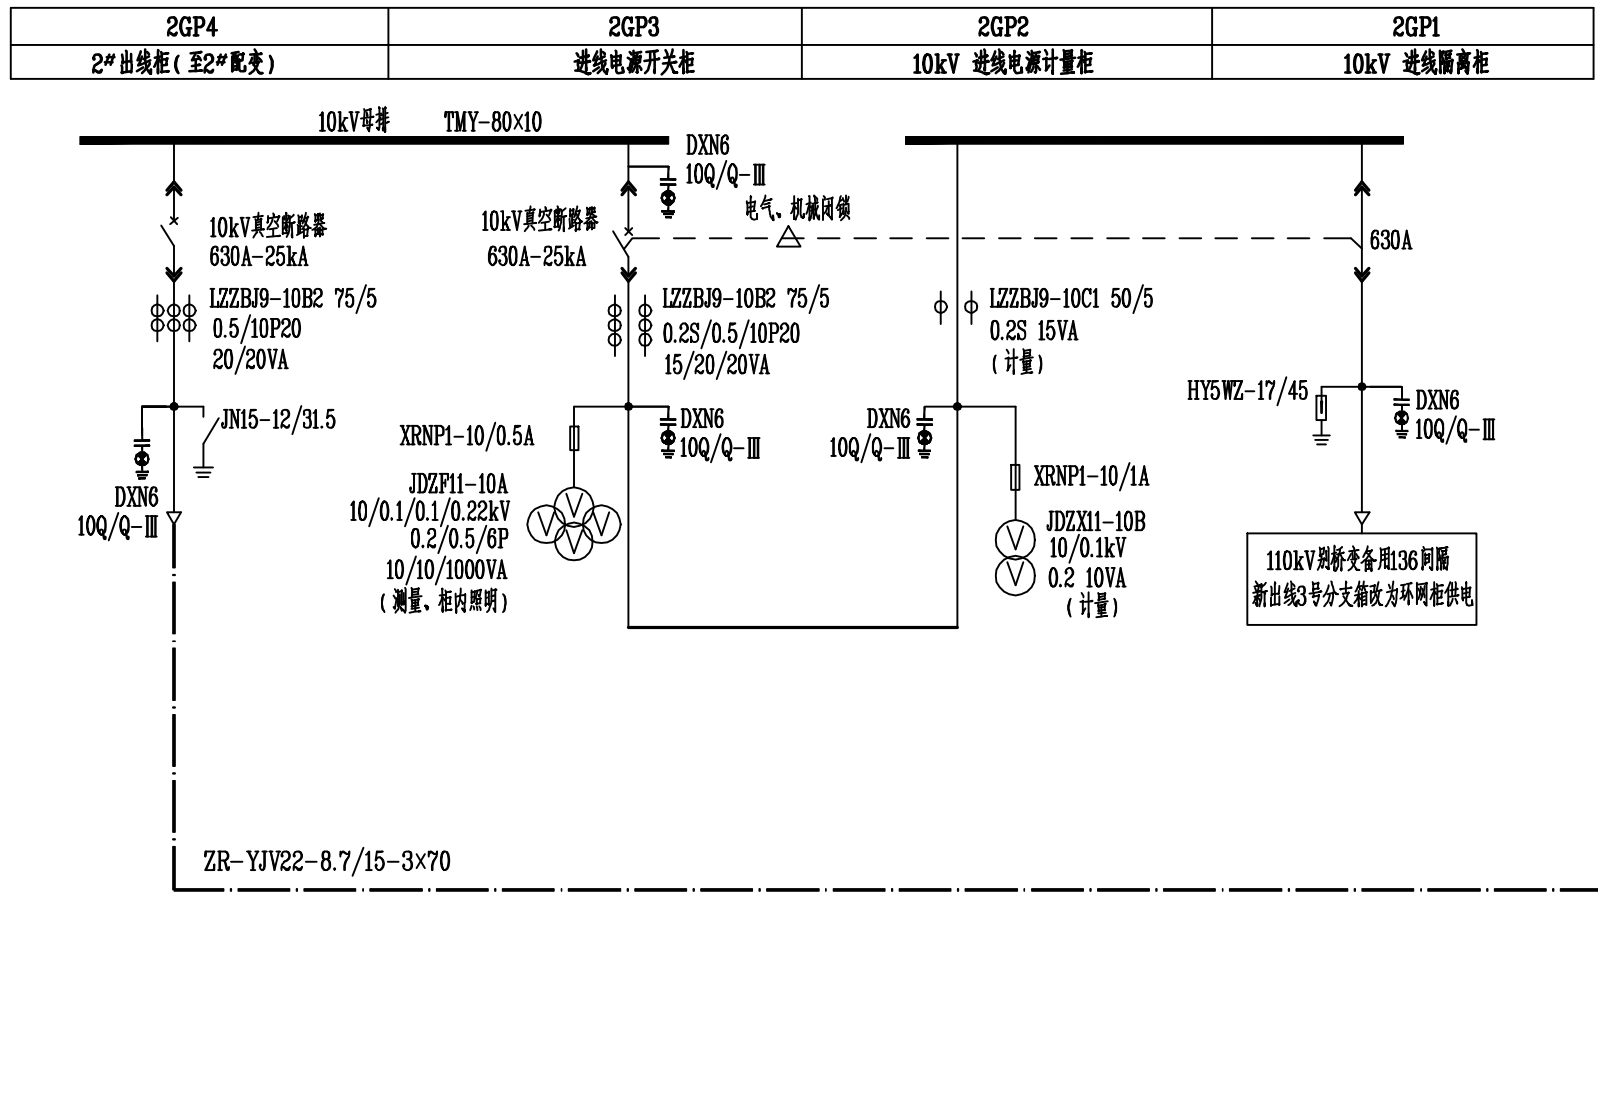 2GP4
2GP3
2GP2
2GP1
2#出线柜(至2#配变)
进线电源开关柜
10kV 进线电源计量柜
10kV 进线隔离柜
10kV母排 TMY-80×10
DXN6
10Q/Q-Ⅲ
电气、机械闭锁
10kV真空断路器
630A-25kA
10kV真空断路器
630A-25kA
630A
LZZBJ9-10B2 75/5
0.5/10P20
20/20VA
LZZBJ9-10B2 75/5
0.2S/0.5/10P20
15/20/20VA
LZZBJ9-10C1 50/5
0.2S 15VA
(计量)
HY5WZ-17/45
DXN6
10Q/Q-Ⅲ
JN15-12/31.5
DXN6
10Q/Q-Ⅲ
XRNP1-10/0.5A
DXN6
10Q/Q-Ⅲ
DXN6
10Q/Q-Ⅲ
XRNP1-10/1A
JDZF11-10A
10/0.1/0.1/0.22kV
0.2/0.5/6P
10/10/1000VA
(测量、柜内照明)
JDZX11-10B
10/0.1kV
0.2 10VA
(计量)
110kV别桥变备用136间隔
新出线3号分支箱改为环网柜供电
ZR-YJV22-8.7/15-3×70